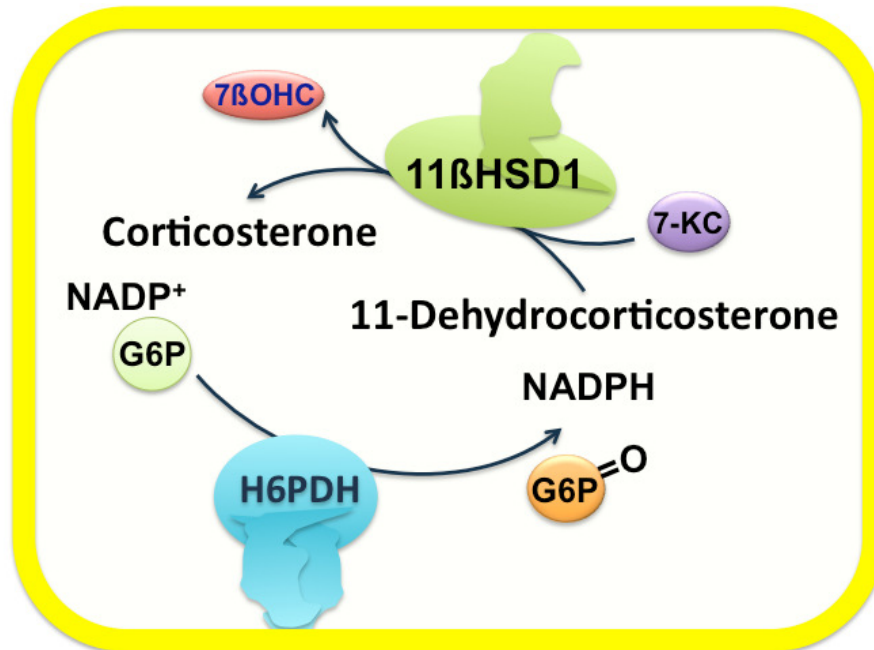 7ßOHC
11ßHSD1
7-KC
Corticosterone
NADP⁺
11-Dehydrocorticosterone
G6P
NADPH
H6PDH
G6P=O